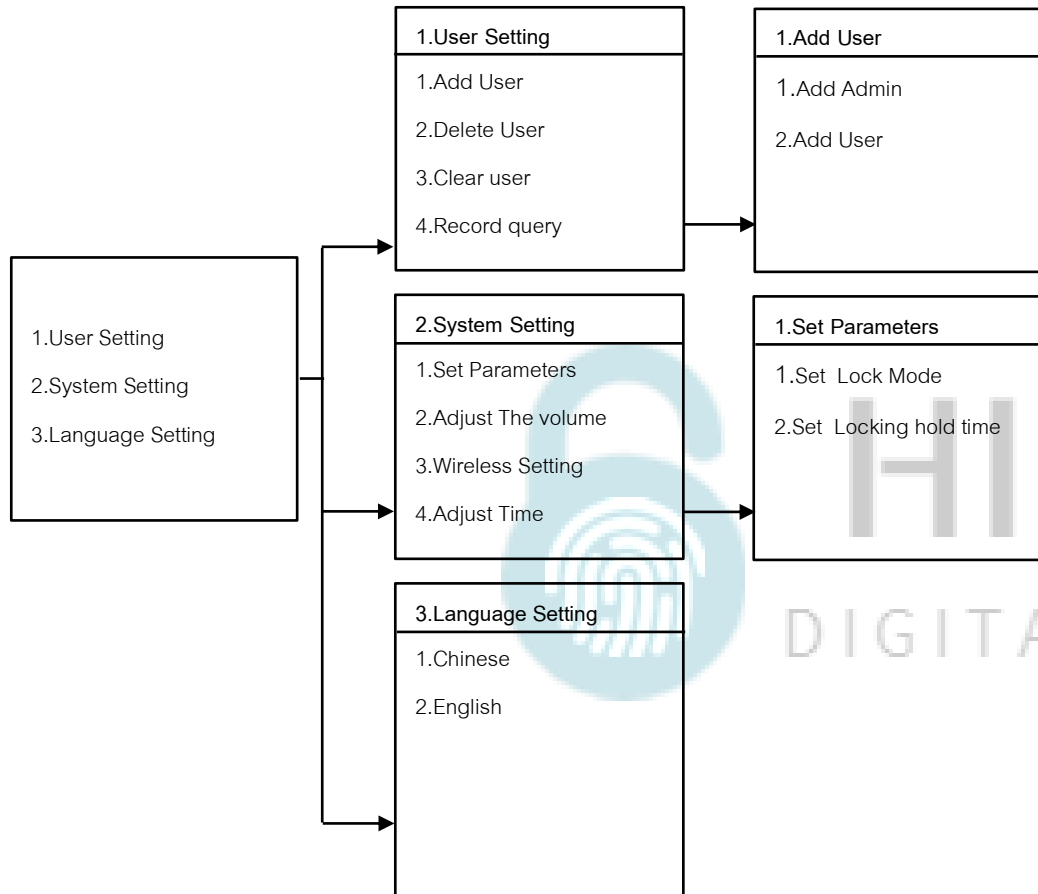 1.User Setting
2.System Setting
3.Language Setting
1.User Setting
1.Add User
2.Delete User
3.Clear user
4.Record query
1.Add User
1.Add Admin
2.Add User
2.System Setting
1.Set Parameters
2.Adjust The volume
3.Wireless Setting
4.Adjust Time
1.Set Parameters
1.Set Lock Mode
2.Set Locking hold time
3.Language Setting
1.Chinese
2.English
HI
DIGITA